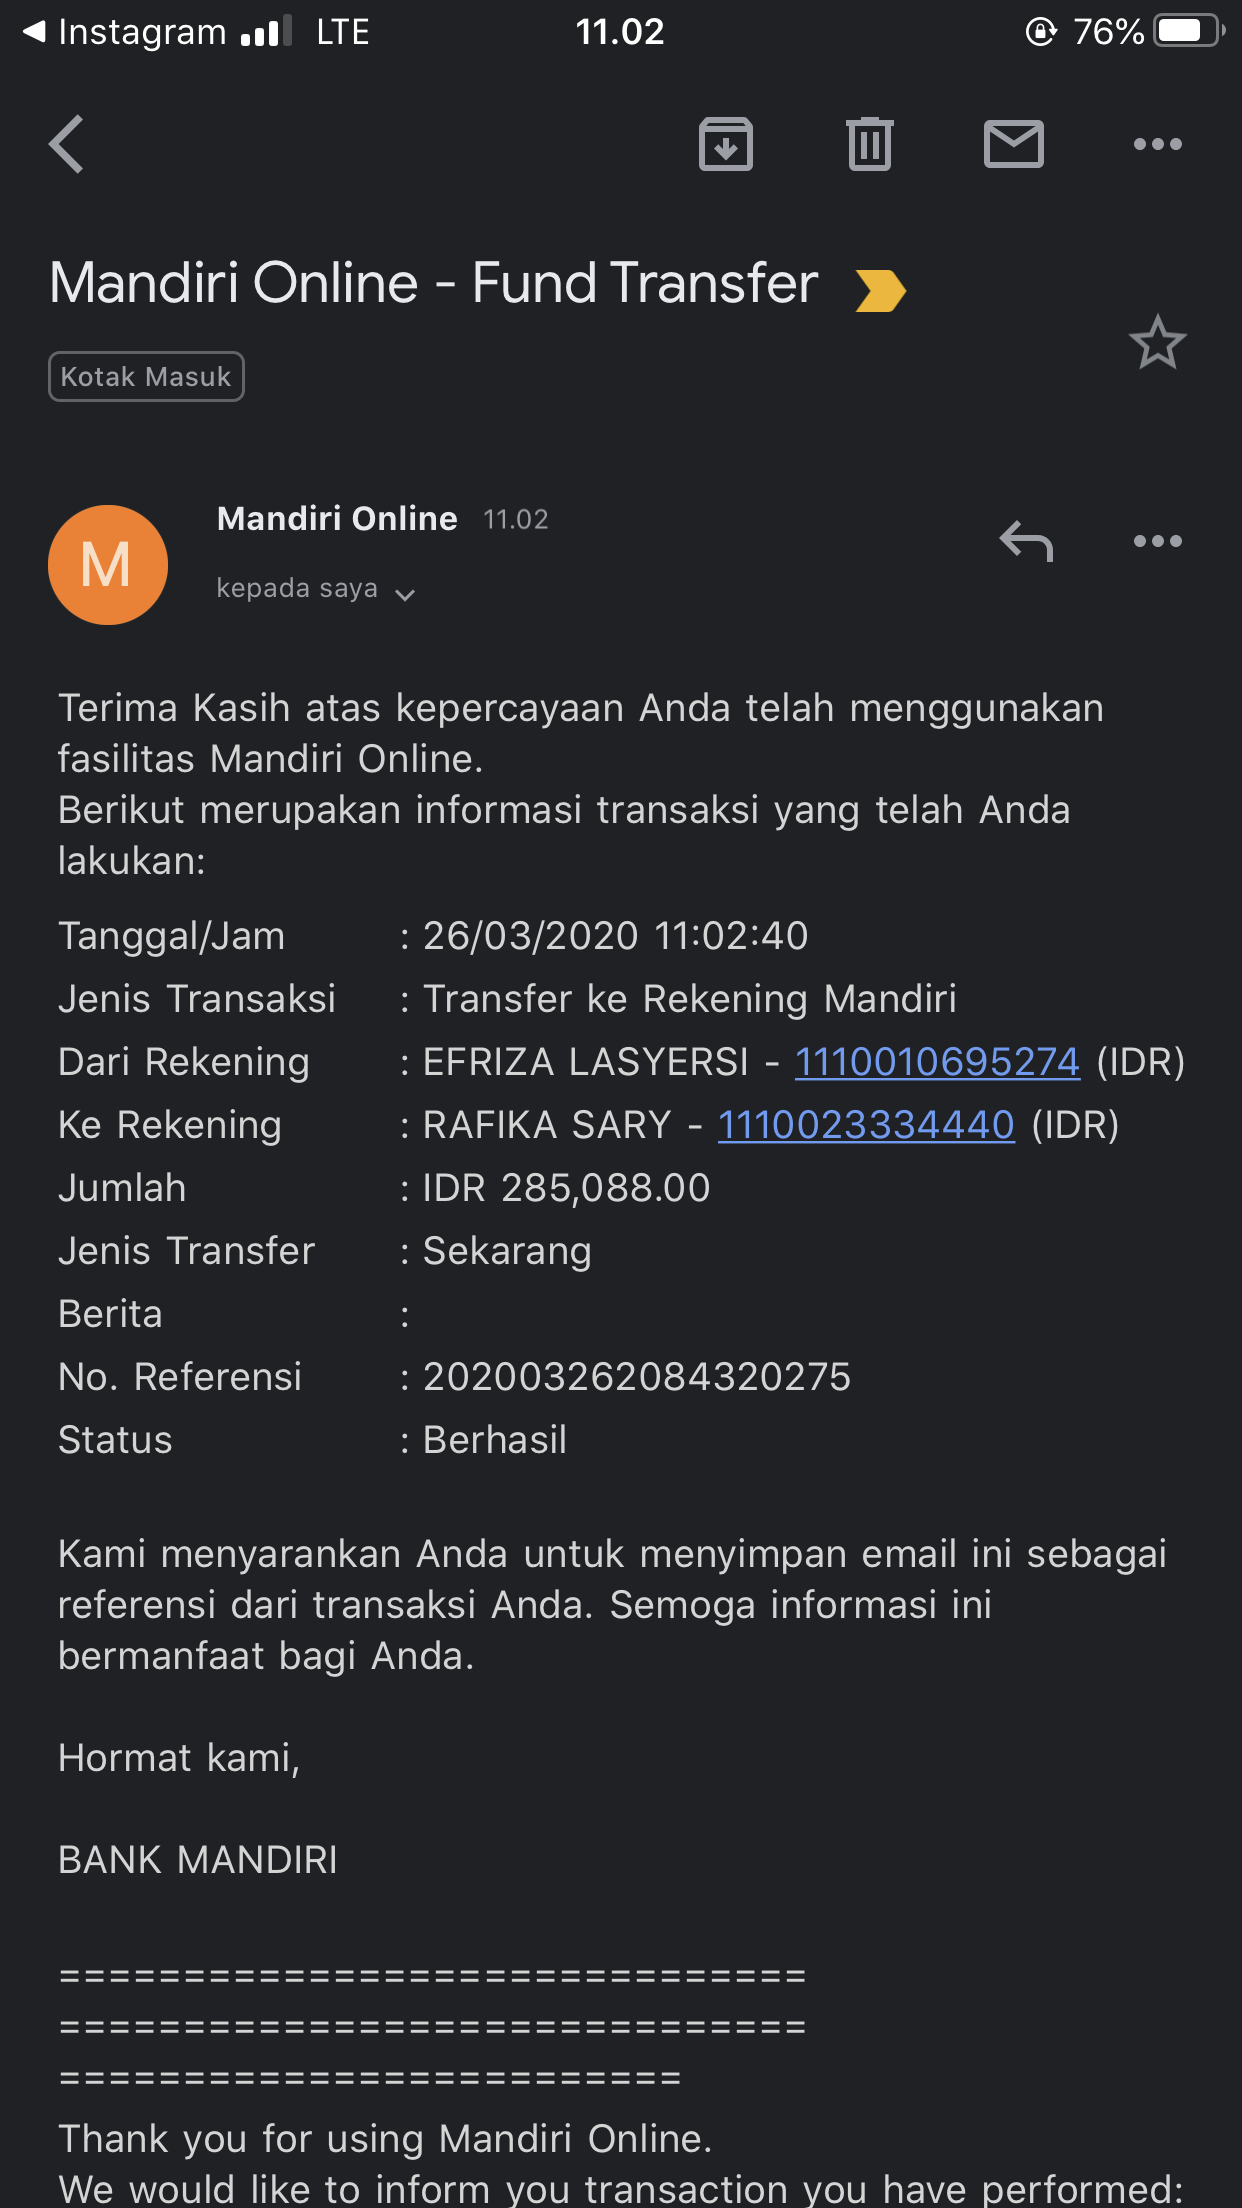 Instagram LTE 11.02 76%
Mandiri Online - Fund Transfer
Kotak Masuk
M
Mandiri Online 11.02
kepada saya
Terima Kasih atas kepercayaan Anda telah menggunakan
fasilitas Mandiri Online.
Berikut merupakan informasi transaksi yang telah Anda
lakukan:
Tanggal/Jam : 26/03/2020 11:02:40
Jenis Transaksi : Transfer ke Rekening Mandiri
Dari Rekening : EFRIZA LASYERSI - 1110010695274 (IDR)
Ke Rekening : RAFIKA SARY - 1110023334440 (IDR)
Jumlah : IDR 285,088.00
Jenis Transfer : Sekarang
Berita :
No. Referensi : 202003262084320275
Status : Berhasil
Kami menyarankan Anda untuk menyimpan email ini sebagai
referensi dari transaksi Anda. Semoga informasi ini
bermanfaat bagi Anda.
Hormat kami,
BANK MANDIRI
==============================
==============================
=========================
Thank you for using Mandiri Online.
We would like to inform you transaction you have performed: